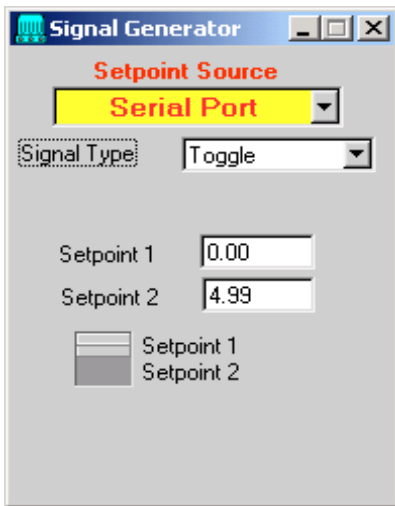 Signal Generator
Setpoint Source
Serial Port
Signal Type Toggle
Setpoint 1 0.00
Setpoint 2 4.99
Setpoint 1
Setpoint 2